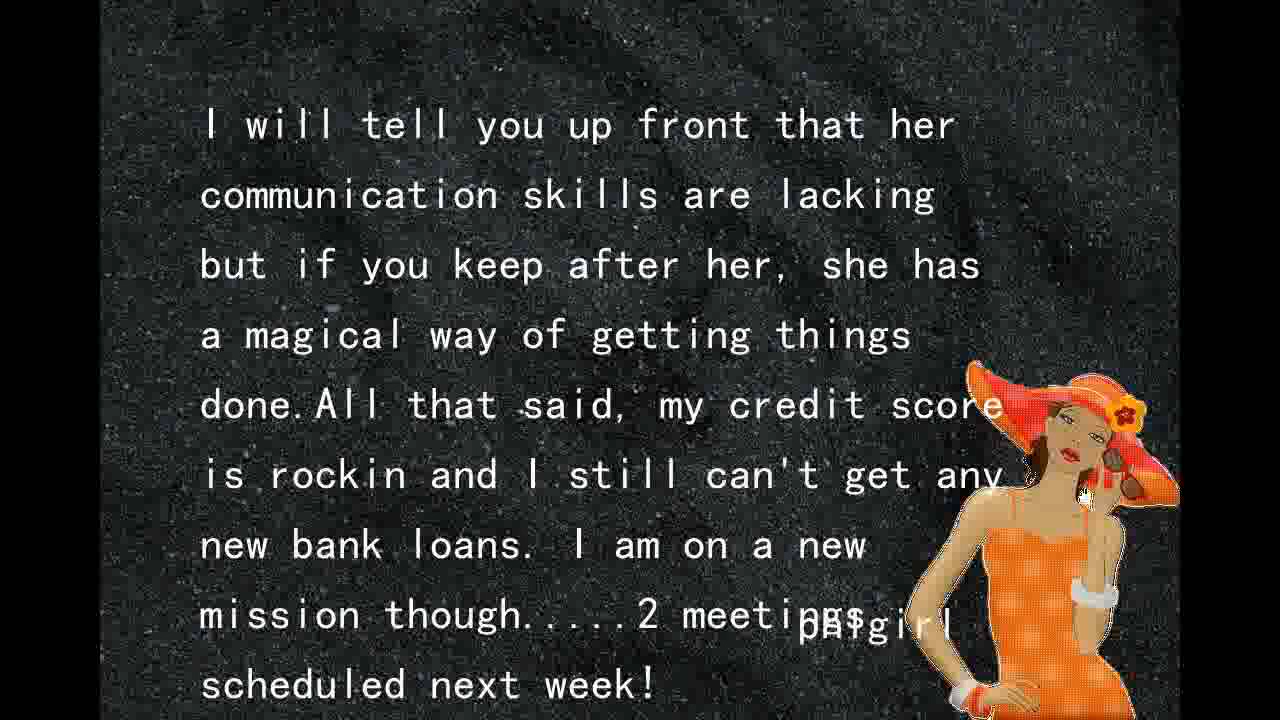 I will tell you up front that her
communication skills are lacking
but if you keep after her, she has
a magical way of getting things
done.All that said, my credit score
is rockin and I still can't get any
new bank loans. I am on a new
mission though.....2 meetings
phlgirl
scheduled next week!